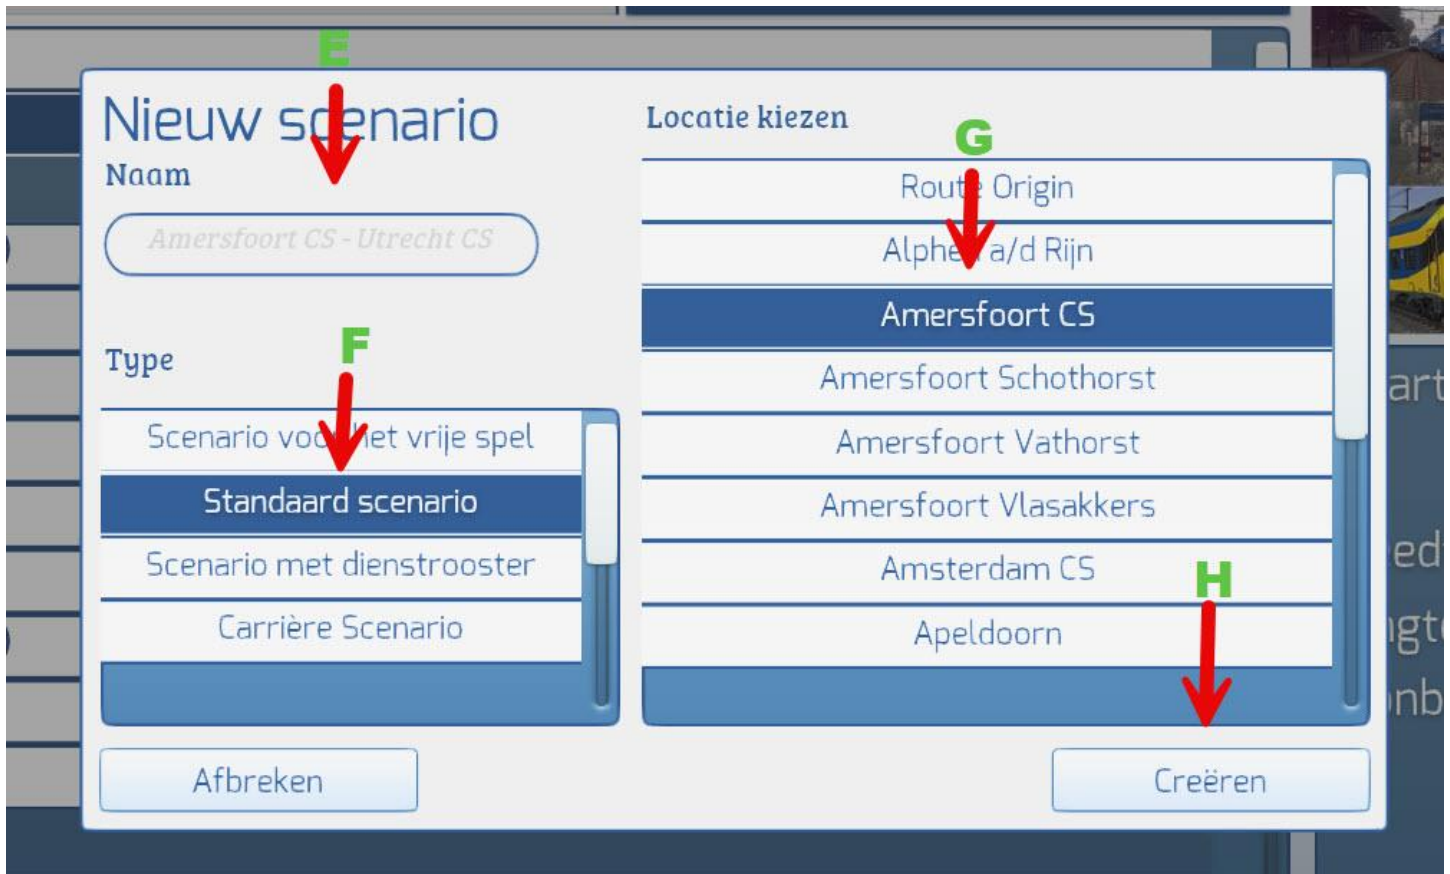 E
Nieuw scenario
Naam
Amersfoort CS - Utrecht CS
Type
F
Scenario voor het vrije spel
Standaard scenario
Scenario met dienstrooster
Carrière Scenario
Afbreken
Locatie kiezen
G
Route Origin
Alphen a/d Rijn
Amersfoort CS
Amersfoort Schothorst
Amersfoort Vathorst
Amersfoort Vlasakkers
Amsterdam CS
Apeldoorn
H
Creëren